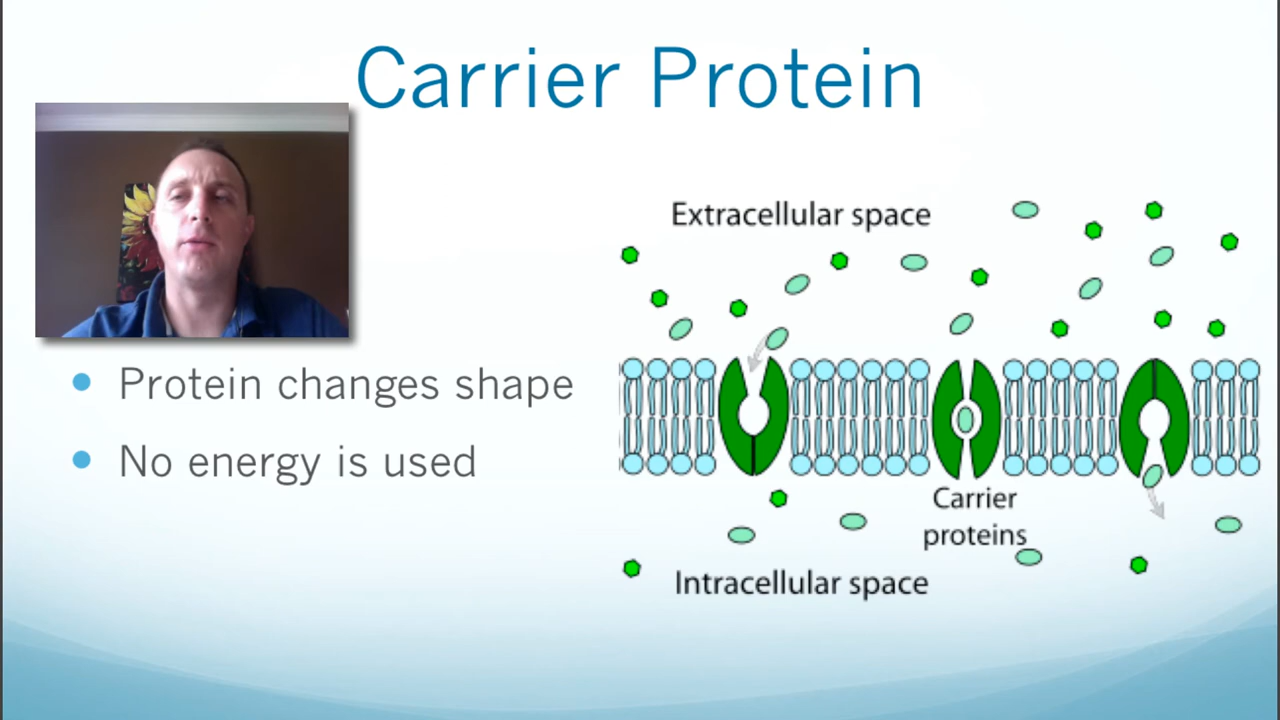 Carrier Protein
Extracellular space
• Protein changes shape
• No energy is used
Carrier
proteins
Intracellular space